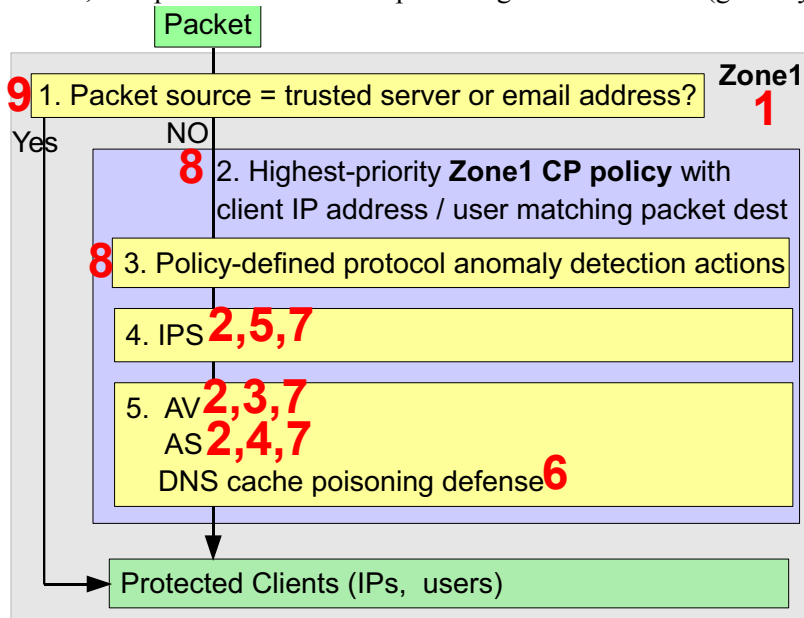 Packet
Zone1
1
9 1. Packet source = trusted server or email address?
Yes
NO
8 2. Highest-priority Zone1 CP policy with
client IP address / user matching packet dest
8 3. Policy-defined protocol anomaly detection actions
4. IPS 2,5,7
5. AV 2,3,7
AS 2,4,7
DNS cache poisoning defense 6
Protected Clients (IPs, users)